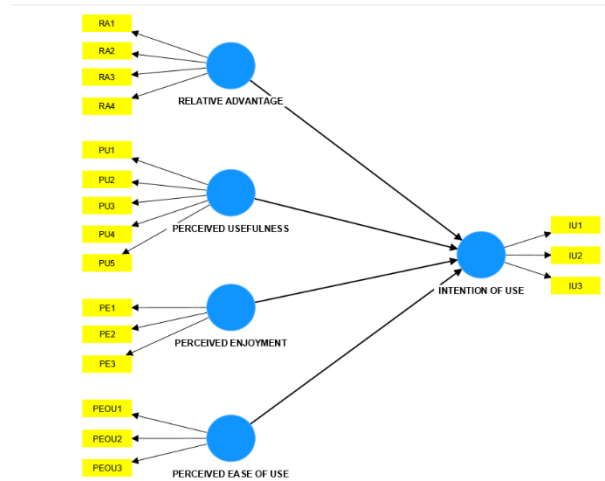 RA1
RA2
RA3
RA4
RELATIVE ADVANTAGE
PU1
PU2
PU3
PU4
PU5
PERCEIVED USEFULNESS
PE1
PE2
PE3
PERCEIVED ENJOYMENT
PEOU1
PEOU2
PEOU3
PERCEIVED EASE OF USE
IU1
IU2
IU3
INTENTION OF USE